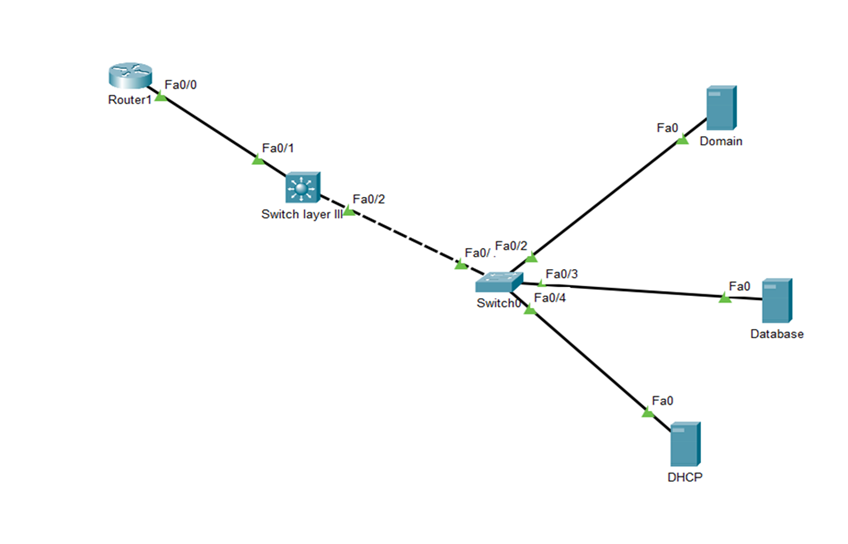 Fa0/0
Router1
Fa0/1
Switch layer III
Fa0/2
Fa0/
Fa0/2
Switch0
Fa0/3
Fa0/4
Fa0
Domain
Fa0
Database
Fa0
DHCP